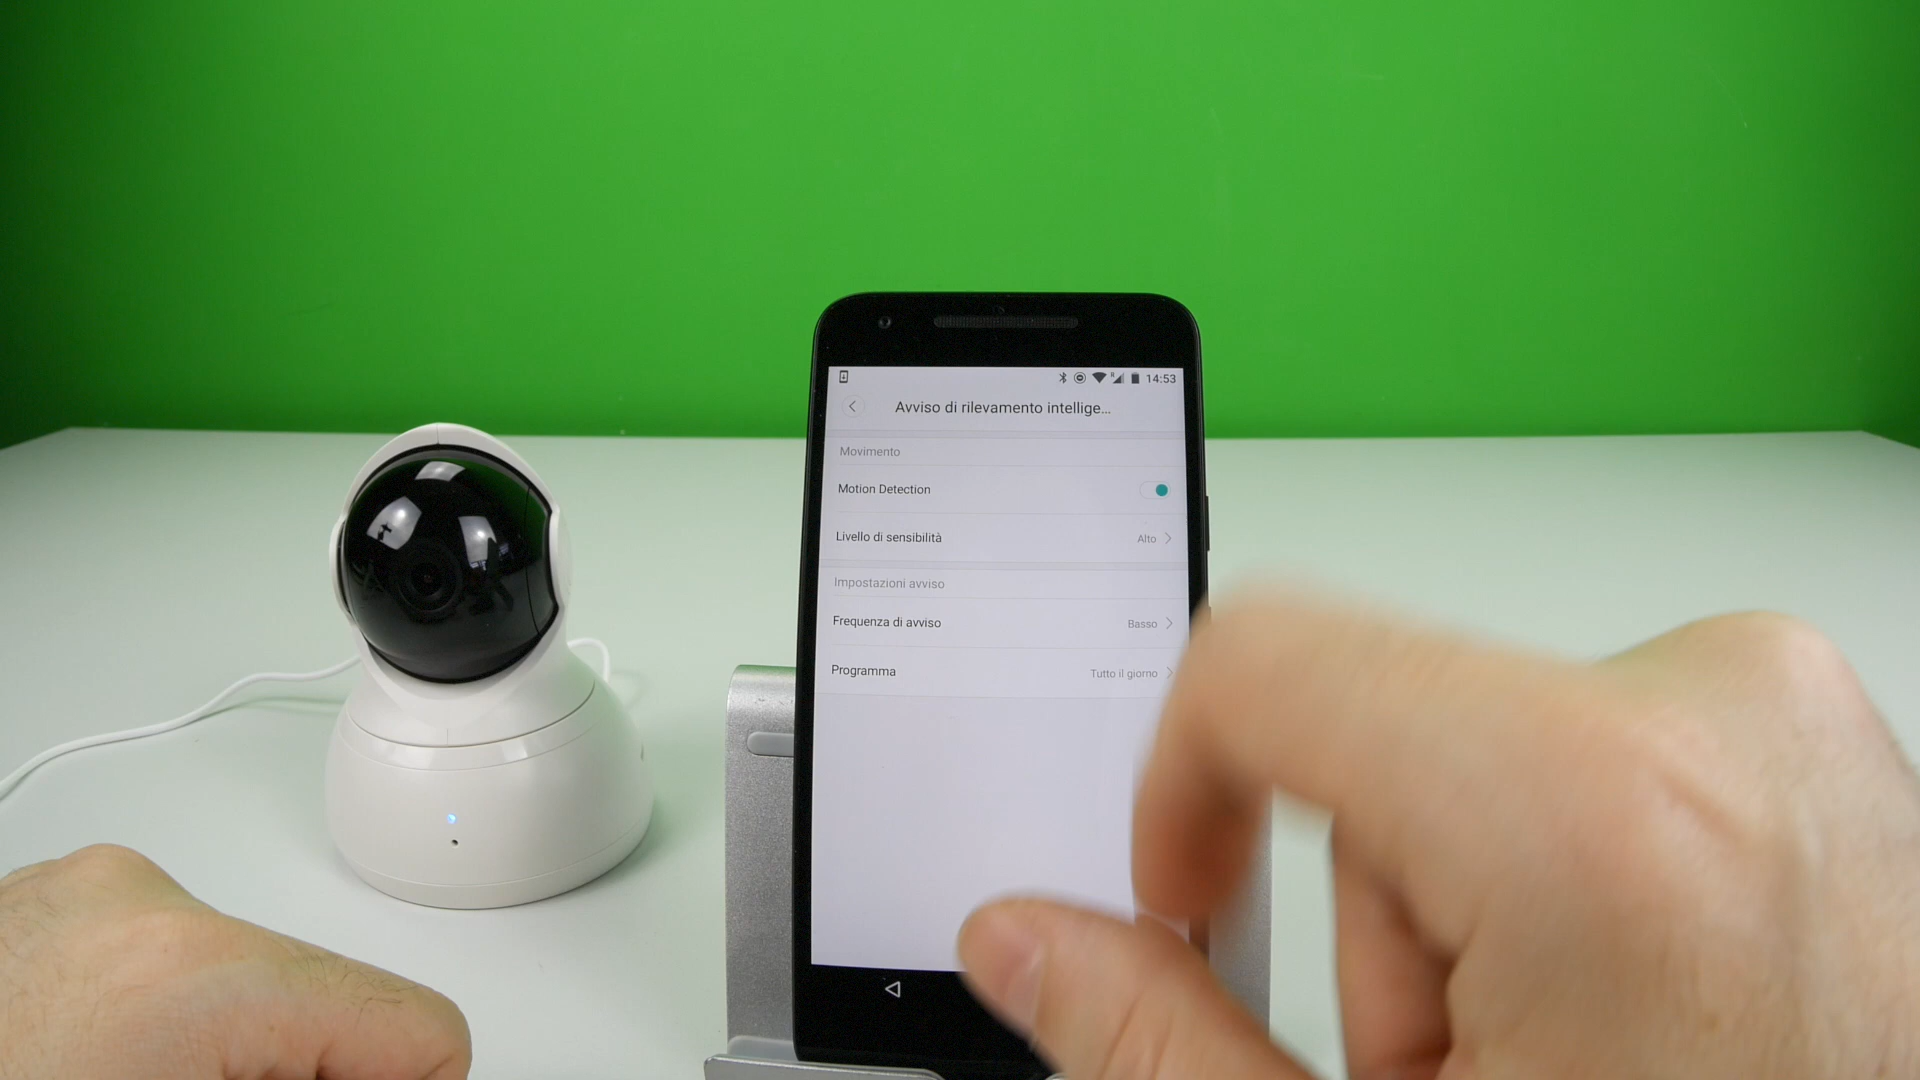 14:53
Avviso di rilevamento intellige...
Movimento
Motion Detection
Livello di sensibilità Alto
Impostazioni avviso
Frequenza di avviso Basso
Programma Tutto il giorno